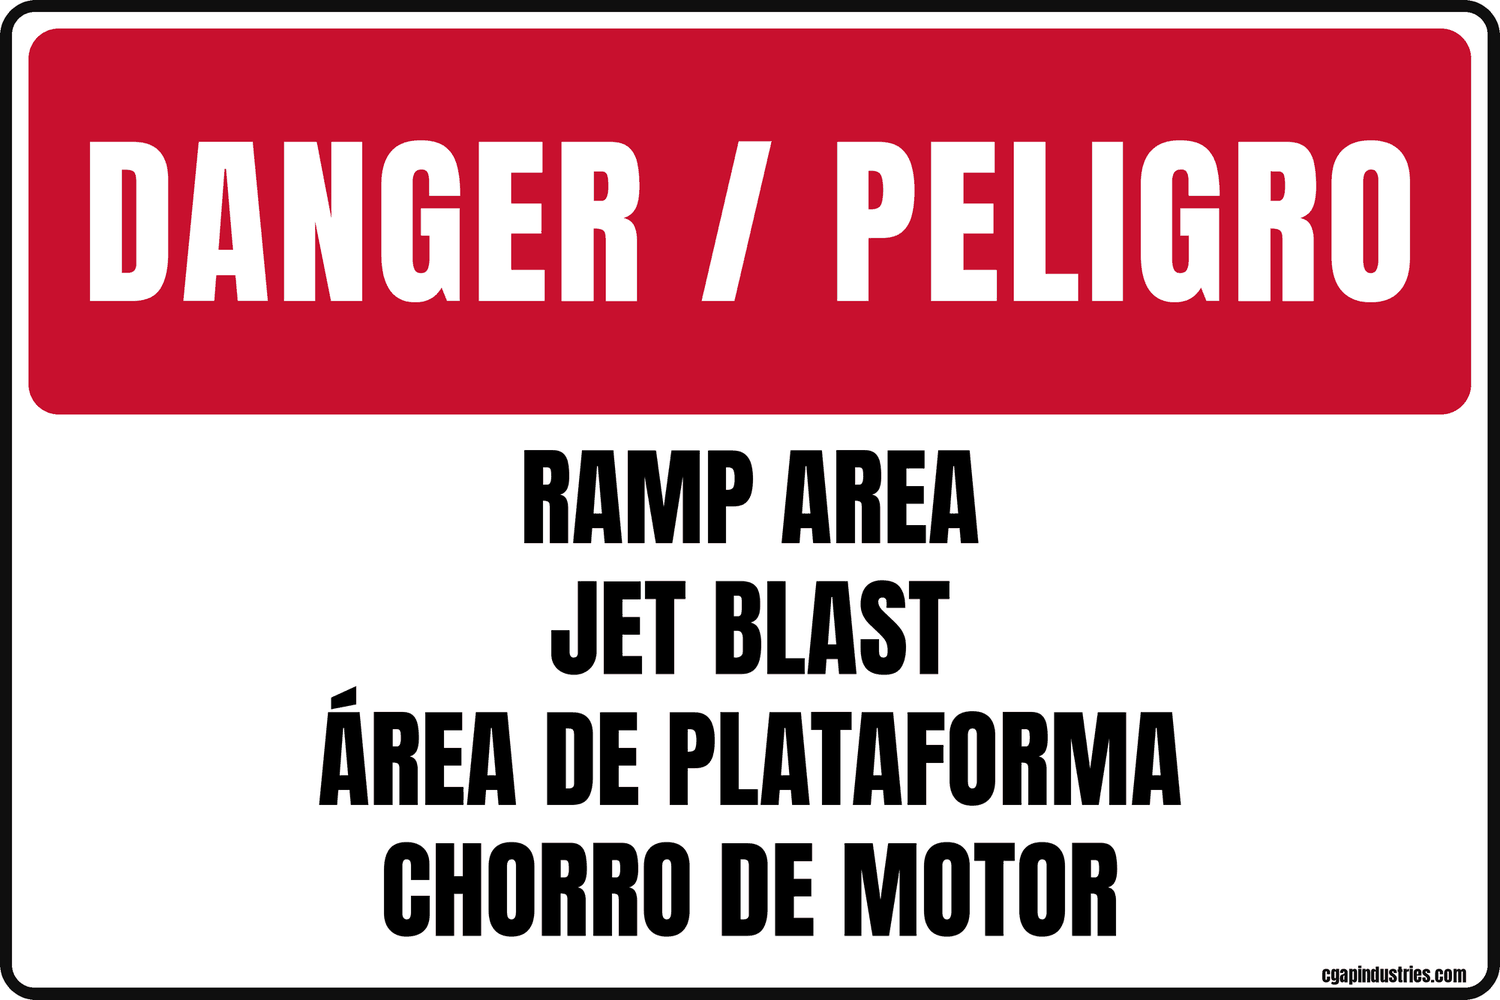 DANGER / PELIGRO
RAMP AREA
JET BLAST
ÁREA DE PLATAFORMA
CHORRO DE MOTOR
cgapindustries.com